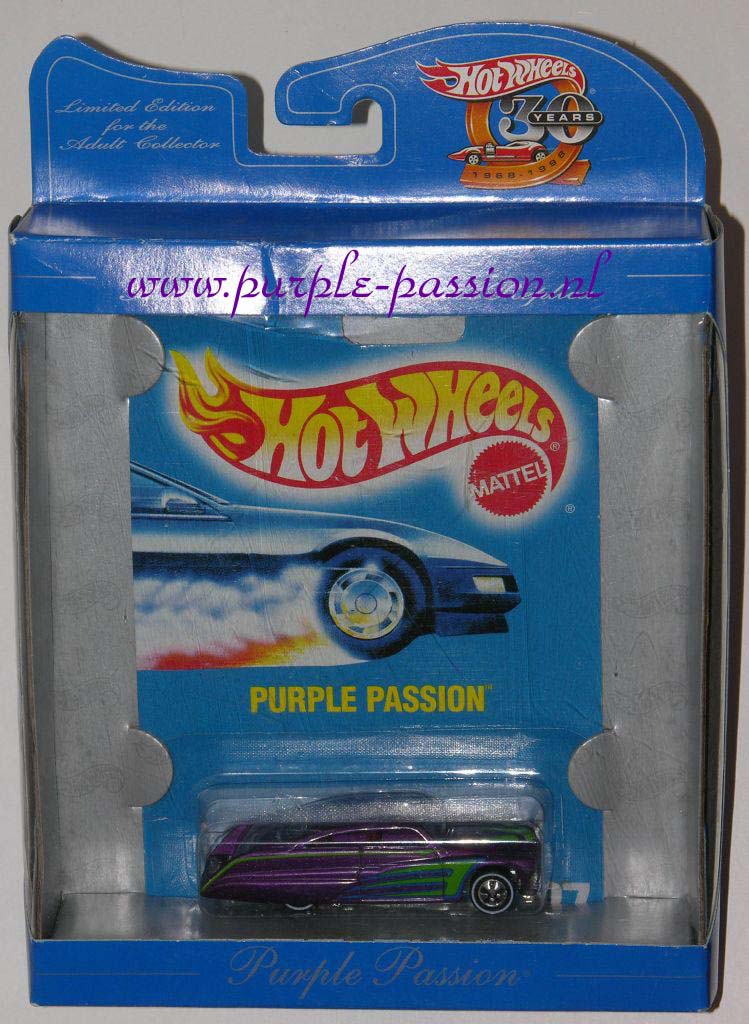 Limited Edition
for the
Adult Collector
Hot Wheels ®
30 YEARS
1968-1998
www.purple-passion.nl
Hot Wheels ®
MATTEL ®
PURPLE PASSION™
Purple Passion